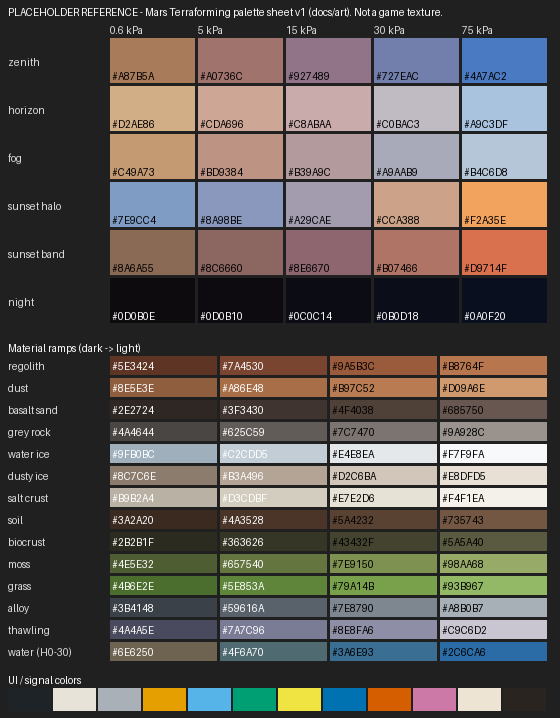 PLACEHOLDER REFERENCE - Mars Terraforming palette sheet v1 (docs/art). Not a game texture.
0.6 kPa 5 kPa 15 kPa 30 kPa 75 kPa
zenith #A87B5A #A0736C #927489 #727EAC #4A7AC2
horizon #D2AE86 #CDA696 #C8ABAA #C0BAC3 #A9C3DF
fog #C49A73 #BD9384 #B39A9C #A9AAB9 #B4C6D8
sunset halo #7E9CC4 #8A98BE #A29CAE #CCA388 #F2A35E
sunset band #8A6A55 #8C6660 #8E6670 #B07466 #D9714F
night #0D0B0E #0D0B10 #0C0C14 #0B0D18 #0A0F20
Material ramps (dark -> light)
regolith #5E3424 #7A4530 #9A5B3C #B8764F
dust #8E5E3E #A86E48 #B97C52 #D09A6E
basalt sand #2E2724 #3F3430 #4F4038 #685750
grey rock #4A4644 #625C59 #7C7470 #9A928C
water ice #9FB0BC #C2CDD5 #E4E8EA #F7F9FA
dusty ice #8C7C6E #B3A496 #D2C6BA #E8DFD5
salt crust #B9B2A4 #D3CDBF #E7E2D6 #F4F1EA
soil #3A2A20 #4A3528 #5A4232 #735743
biocrust #2B2B1F #363626 #43432F #5A5A40
moss #4E5E32 #657540 #7E9150 #98AA68
grass #4B6E2E #5E853A #79A14B #93B967
alloy #3B4148 #59616A #7E8790 #A8B0B7
thawling #4A4A5E #7A7C96 #8E8FA6 #C9C6D2
water (H0-30) #6E6250 #4F6A70 #3A6E93 #2C6CA6
UI / signal colors